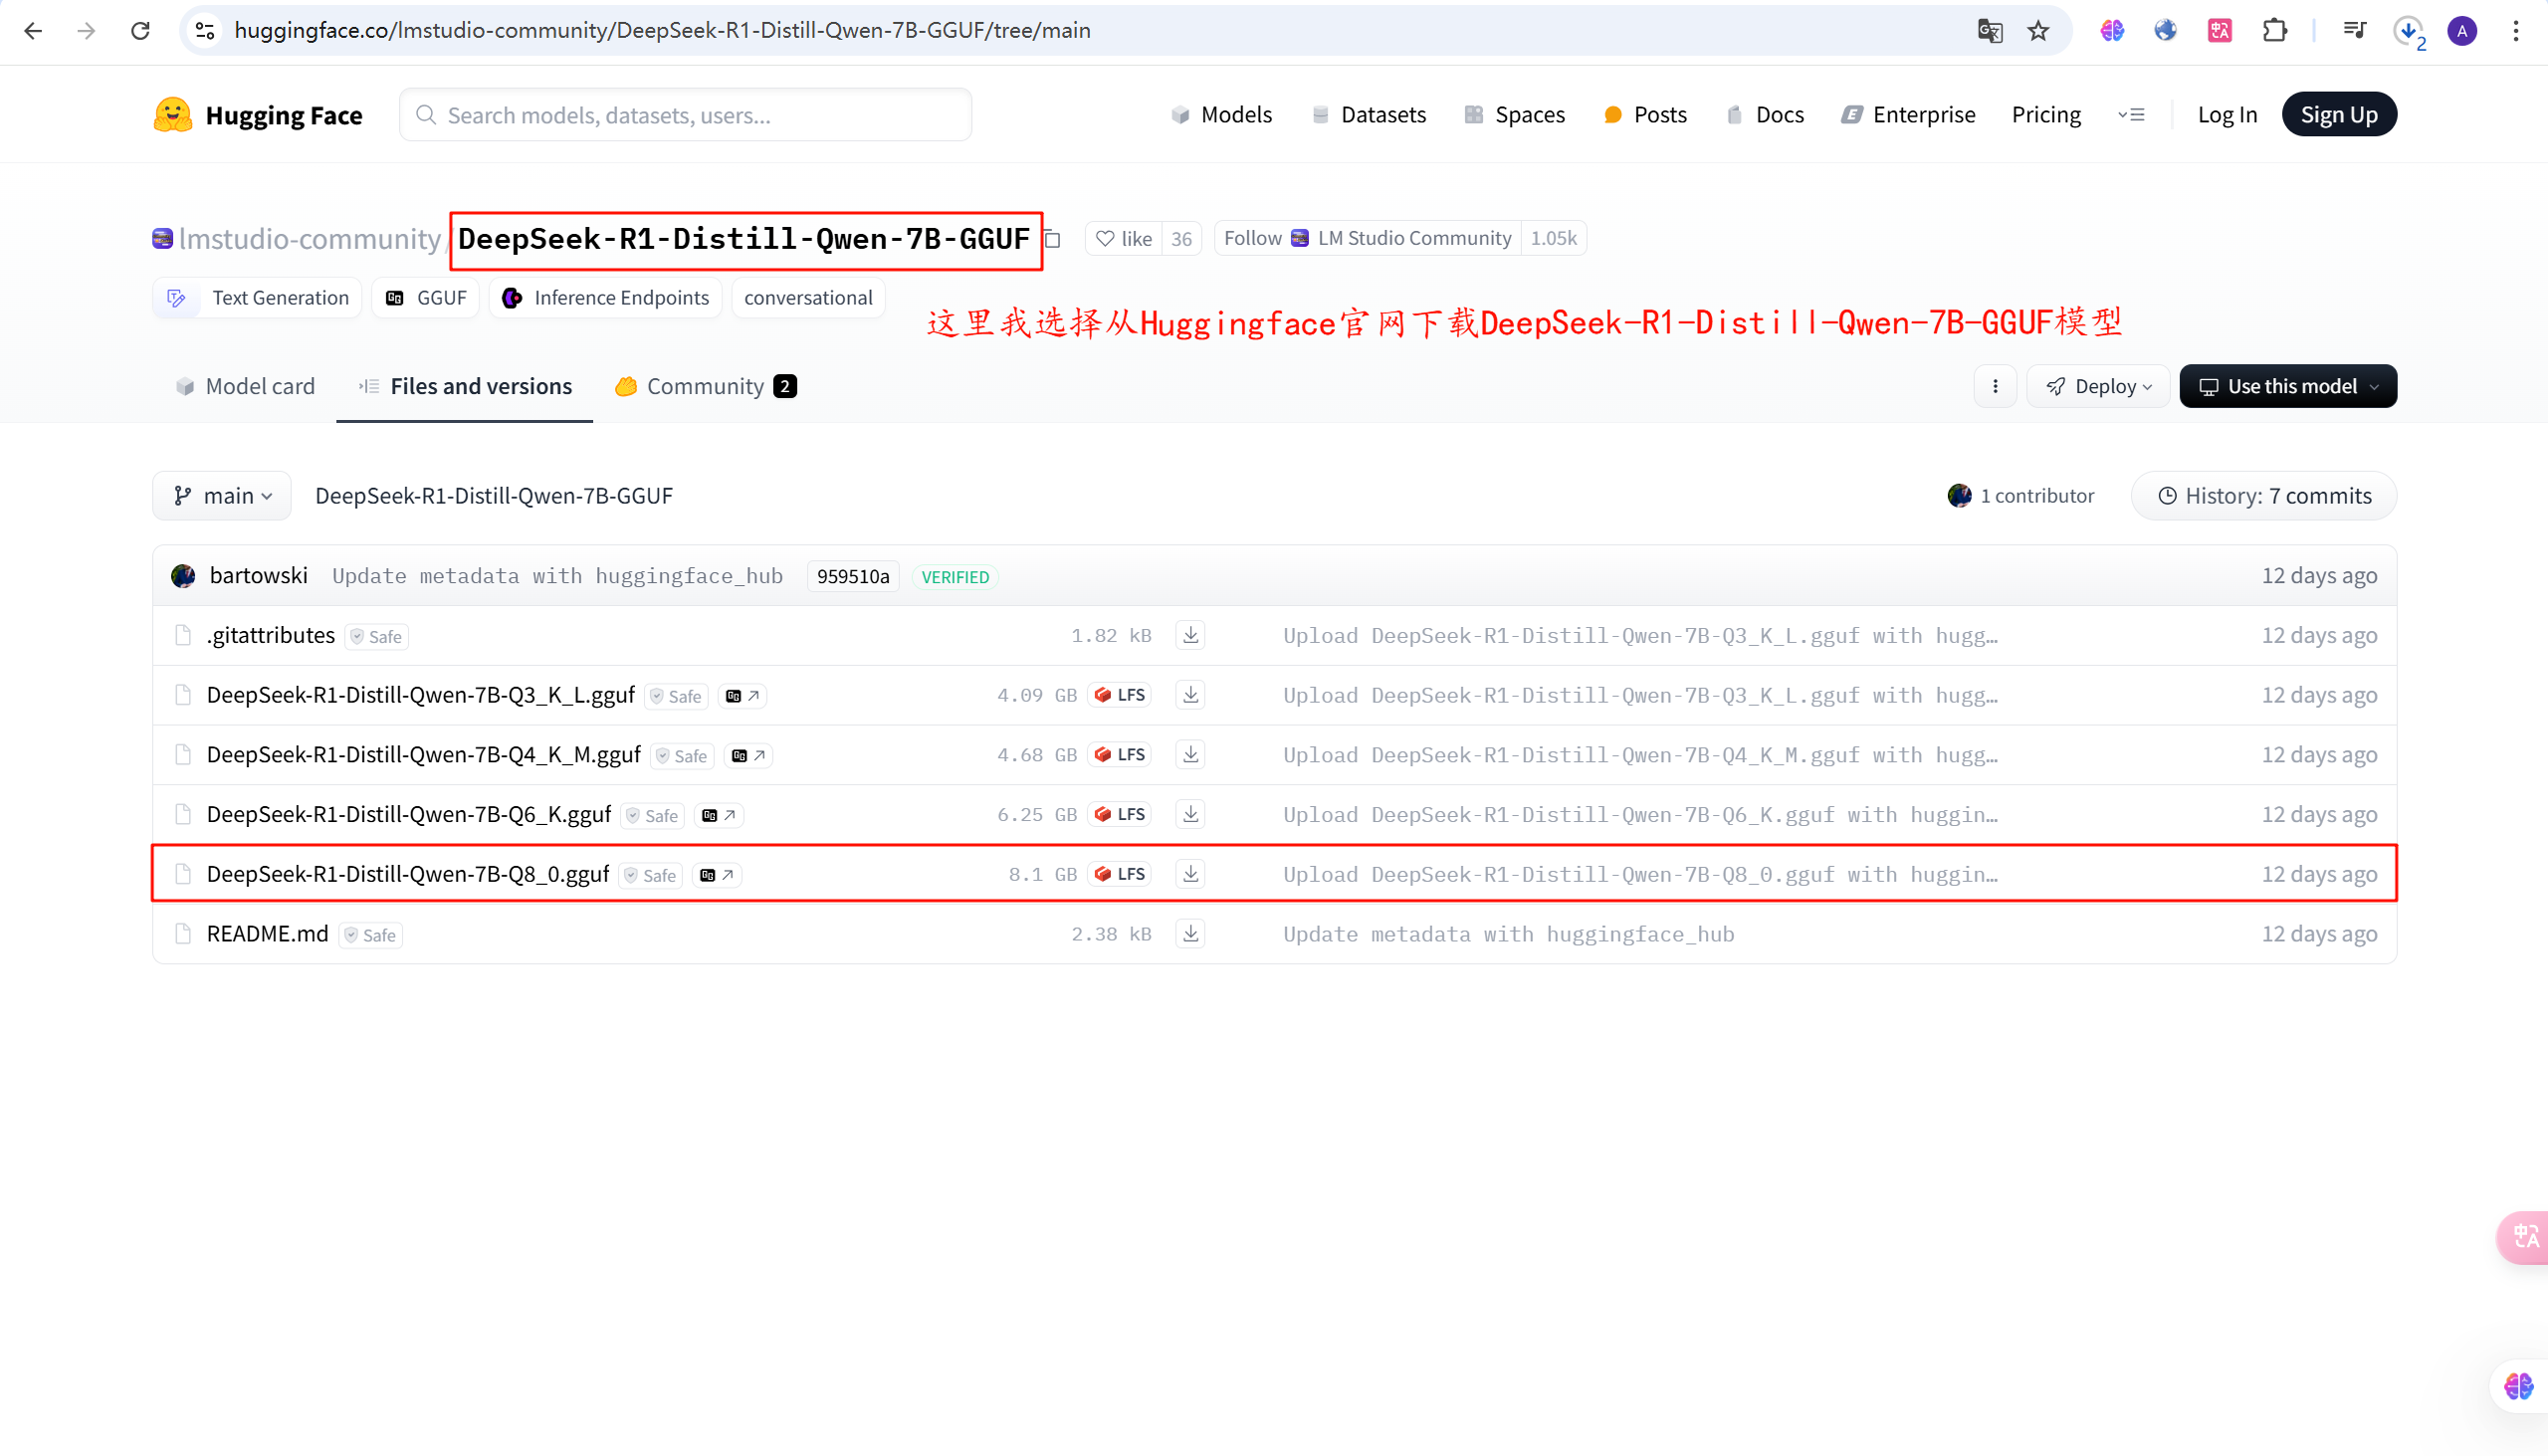 huggingface.co/lmstudio-community/DeepSeek-R1-Distill-Qwen-7B-GGUF/tree/main
2
A
Hugging Face
Search models, datasets, users...
Models
Datasets
Spaces
Posts
Docs
Enterprise
Pricing
Log In
Sign Up
lmstudio-community/DeepSeek-R1-Distill-Qwen-7B-GGUF
like 36
Follow LM Studio Community 1.05k
Text Generation
GGUF
Inference Endpoints
conversational
这里我选择从Huggingface官网下载DeepSeek-R1-Distill-Qwen-7B-GGUF模型
Model card
Files and versions
Community 2
Deploy
Use this model
main
DeepSeek-R1-Distill-Qwen-7B-GGUF
1 contributor
History: 7 commits
bartowski Update metadata with huggingface_hub 959510a VERIFIED 12 days ago
.gitattributes Safe 1.82 kB Upload DeepSeek-R1-Distill-Qwen-7B-Q3_K_L.gguf with hugg… 12 days ago
DeepSeek-R1-Distill-Qwen-7B-Q3_K_L.gguf Safe 4.09 GB LFS Upload DeepSeek-R1-Distill-Qwen-7B-Q3_K_L.gguf with hugg… 12 days ago
DeepSeek-R1-Distill-Qwen-7B-Q4_K_M.gguf Safe 4.68 GB LFS Upload DeepSeek-R1-Distill-Qwen-7B-Q4_K_M.gguf with hugg… 12 days ago
DeepSeek-R1-Distill-Qwen-7B-Q6_K.gguf Safe 6.25 GB LFS Upload DeepSeek-R1-Distill-Qwen-7B-Q6_K.gguf with huggin… 12 days ago
DeepSeek-R1-Distill-Qwen-7B-Q8_0.gguf Safe 8.1 GB LFS Upload DeepSeek-R1-Distill-Qwen-7B-Q8_0.gguf with huggin… 12 days ago
README.md Safe 2.38 kB Update metadata with huggingface_hub 12 days ago